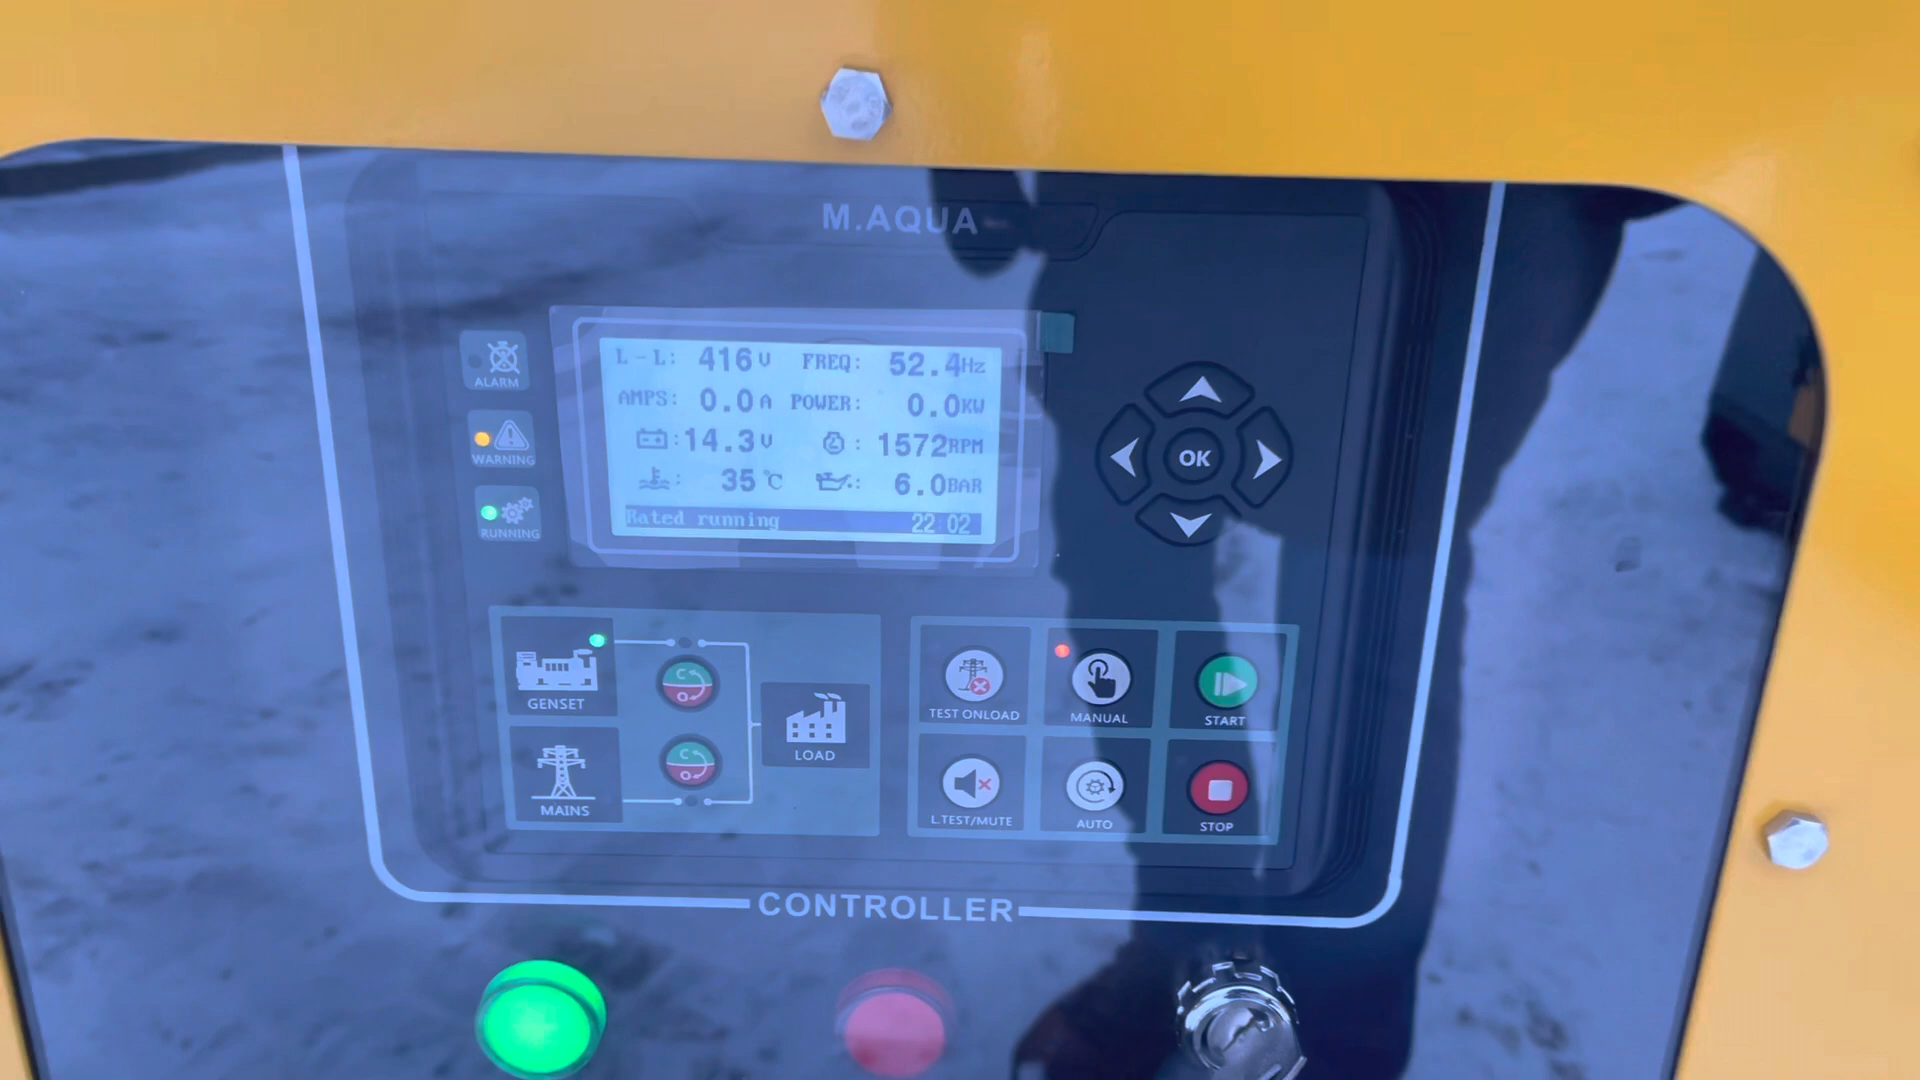 M.AQUA
L-L: 416V FREQ: 52.4Hz
AMPS: 0.0A POWER: 0.0KW
:14.3V : 1572RPM
: 35℃ : 6.0BAR
Rated running 22 02
ALARM
WARNING
RUNNING
OK
GENSET
C
O
MAINS
C
O
LOAD
TEST ONLOAD
MANUAL
START
L.TEST/MUTE
AUTO
STOP
CONTROLLER